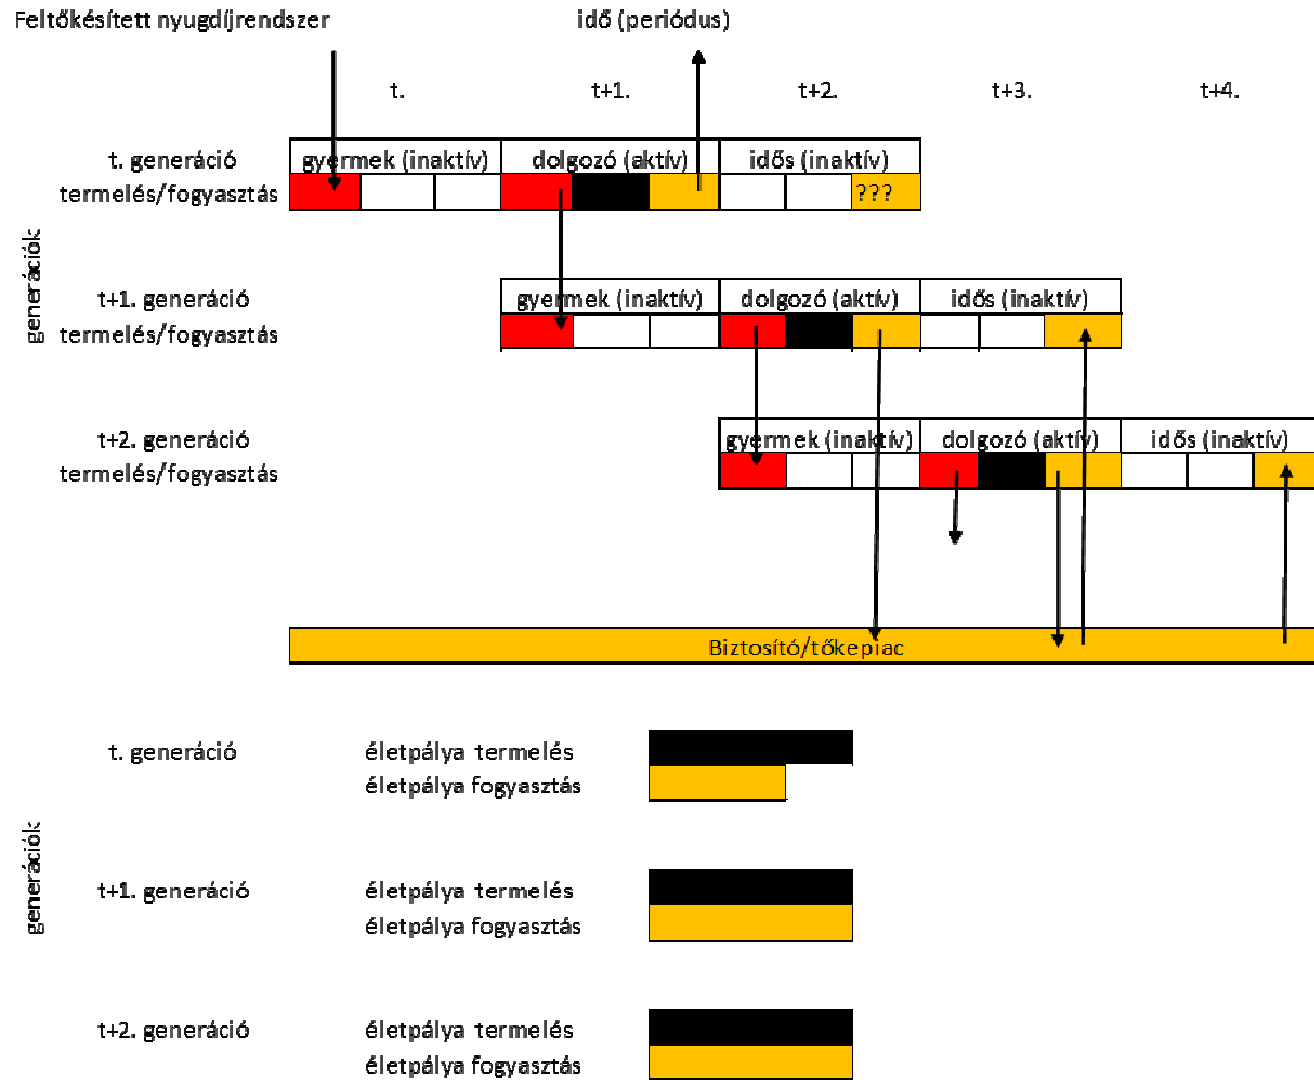 Feltőkésített nyugdíjrendszer idő (periódus)
t. t+1. t+2. t+3. t+4.
t. generáció gyermek (inaktív) dolgozó (aktív) idős (inaktív)
termelés/fogyasztás ???
generációk
t+1. generáció gyermek (inaktív) dolgozó (aktív) idős (inaktív)
termelés/fogyasztás
t+2. generáció gyermek (inaktív) dolgozó (aktív) idős (inaktív)
termelés/fogyasztás
Biztosító/tőkepiac
t. generáció életpálya termelés
életpálya fogyasztás
generációk
t+1. generáció életpálya termelés
életpálya fogyasztás
t+2. generáció életpálya termelés
életpálya fogyasztás